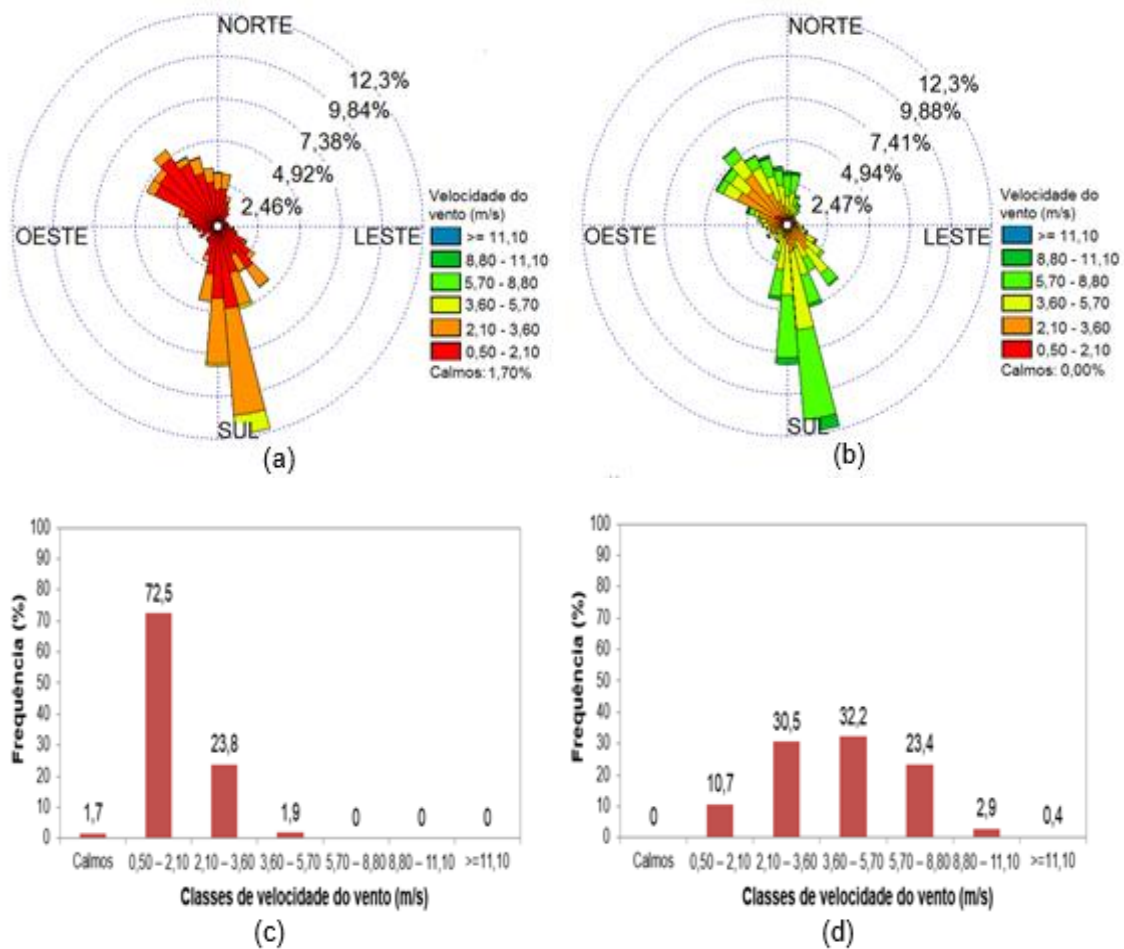 NORTE
12,3%
9,84%
7,38%
4,92%
2,46%
OESTE
LESTE
SUL
Velocidade do
vento (m/s)
>= 11,10
8,80 - 11,10
5,70 - 8,80
3,60 - 5,70
2,10 - 3,60
0,50 - 2,10
Calmos: 1,70%
(a)
NORTE
12,3%
9,88%
7,41%
4,94%
2,47%
OESTE
LESTE
SUL
Velocidade do
vento (m/s)
>= 11,10
8,80 - 11,10
5,70 - 8,80
3,60 - 5,70
2,10 - 3,60
0,50 - 2,10
Calmos: 0,00%
(b)
Frequência (%)
100
90
80
70
60
50
40
30
20
10
0
1,7
72,5
23,8
1,9
0
0
0
Calmos 0,50 – 2,10 2,10 – 3,60 3,60 – 5,70 5,70 – 8,80 8,80 – 11,10 >=11,10
Classes de velocidade do vento (m/s)
(c)
Frequência (%)
100
90
80
70
60
50
40
30
20
10
0
0
10,7
30,5
32,2
23,4
2,9
0,4
Calmos 0,50 – 2,10 2,10 – 3,60 3,60 – 5,70 5,70 – 8,80 8,80 – 11,10 >=11,10
Classes de velocidade do vento (m/s)
(d)